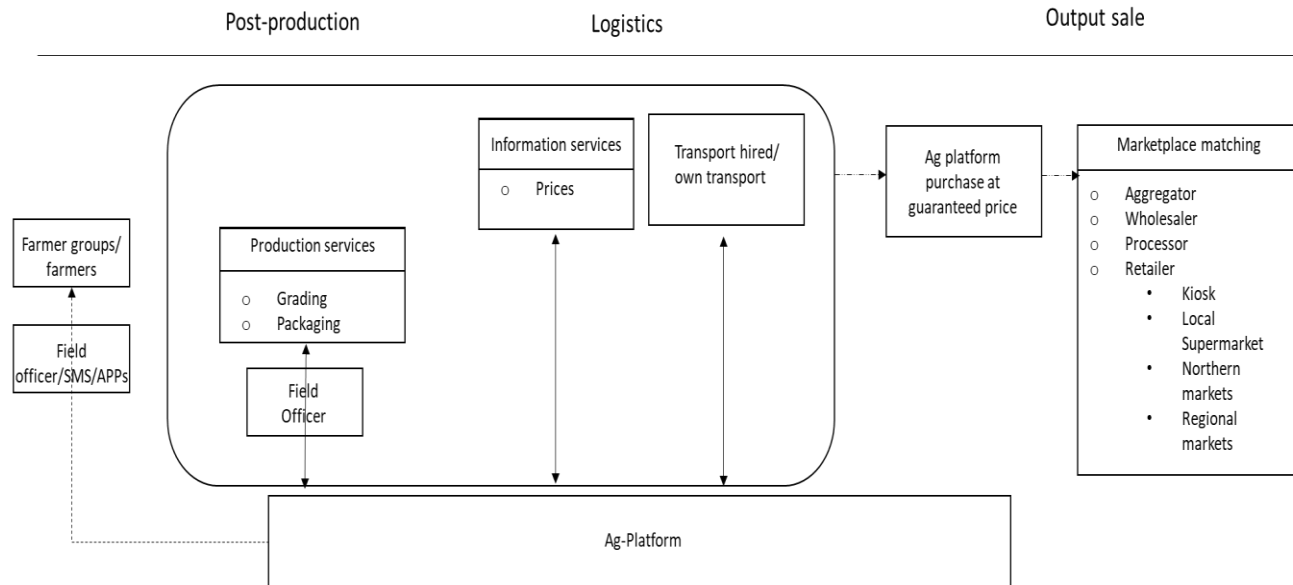 Post-production
Logistics
Output sale
Farmer groups/
farmers
Field
officer/SMS/APPs
Production services
o Grading
o Packaging
Field
Officer
Information services
o Prices
Transport hired/
own transport
Ag platform
purchase at
guaranteed price
Marketplace matching
o Aggregator
o Wholesaler
o Processor
o Retailer
• Kiosk
• Local
Supermarket
• Northern
markets
• Regional
markets
Ag-Platform